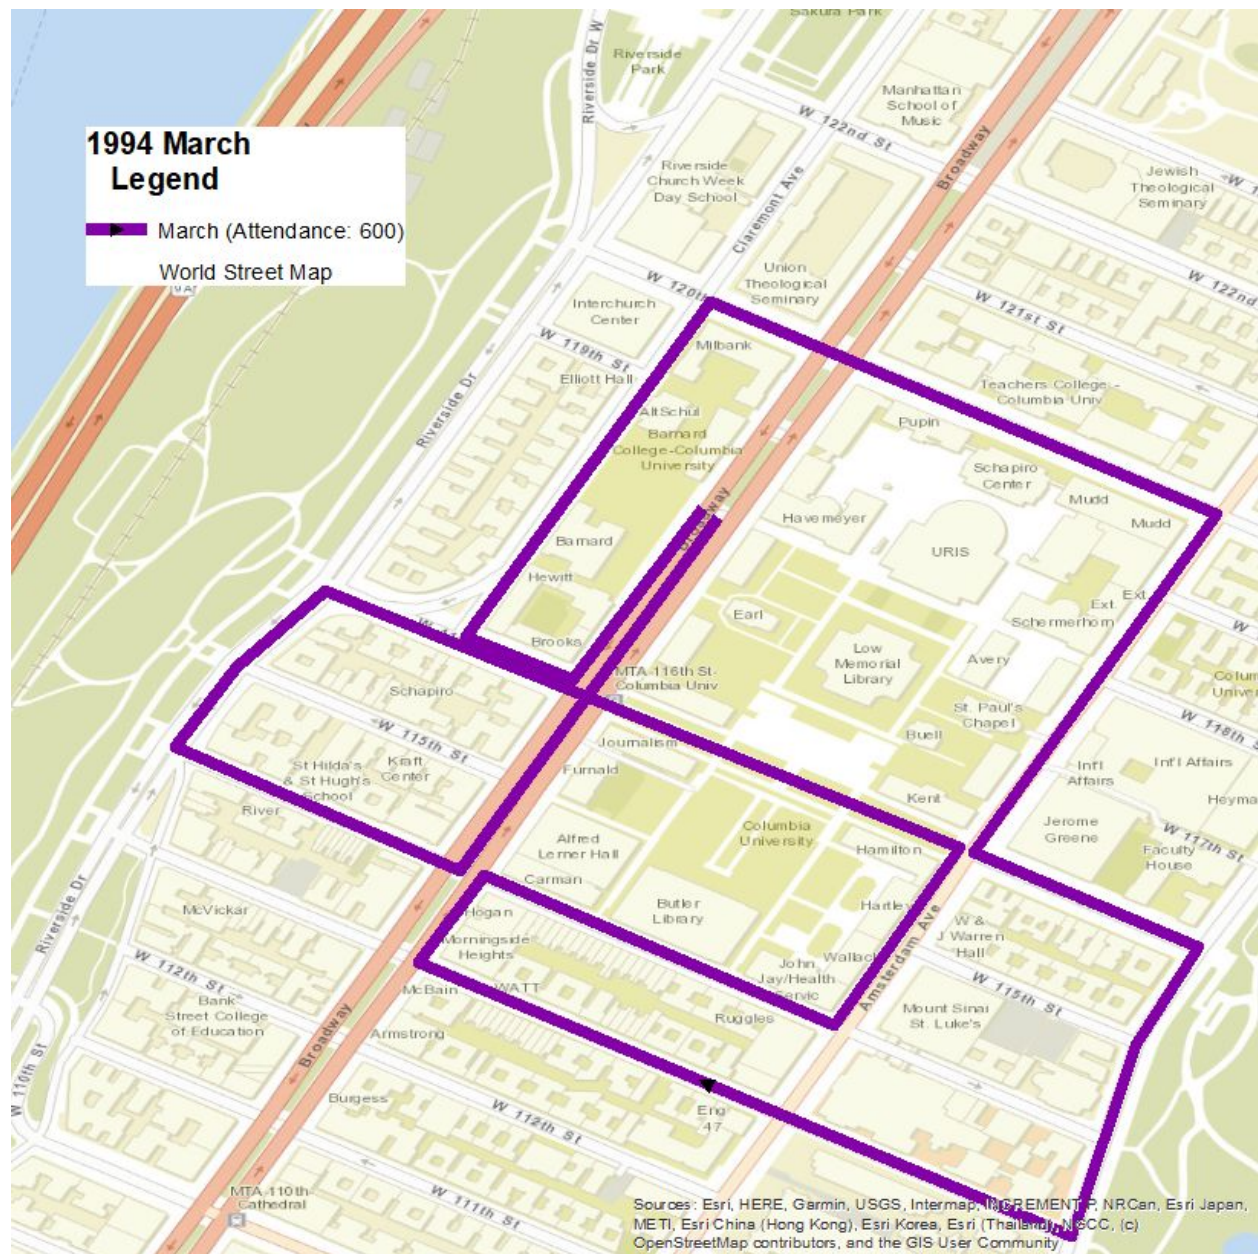 Sakura Park
Riverside Dr W
Riverside
Park
Manhattan
School of
Music
W 122nd St
Broadway
1994 March
Legend
March (Attendance: 600)
World Street Map
9A
Riverside
Church Week
Day School
Claremont Ave
Jewish
Theological
Seminary
W 122nd
Union
Theological
Seminary
W 120th
W 121st St
Interchurch
Center
W 119th St
Milbank
Elliott Hall
Riverside Dr
Teachers College -
Columbia Univ
AltSchul
Barnard
College-Columbia
University
Pupin
Schapiro
Center
Mudd
Mudd
Havemeyer
URIS
Broadway
Barnard
Hewitt
Brooks
Earl
Ext
Ext
Schermerhorn
Low
Memorial
Library
Avery
MTA-116th St-
Columbia Univ
Schapiro
W 115th St
St. Paul's
Chapel
Buell
W 118th S
Journalism
Furnald
St Hilda's
& St Hugh's
School
Kraft
Center
River
Int'l
Affairs
Int'l Affairs
Kent
Heyma
Columbia
University
Hamilton
Jerome
Greene
W 117th St
Faculty
House
Alfred
Lerner Hall
Carman
Butler
Library
Hartley
Amsterdam Ave
W &
J Warren
Hall
W 115th St
McVickar
Hogan
Morningside
Heights
McBain
WATT
John
Jay/Health
Servic
Wallach
Riverside Dr
W 112th St
Bank
Street College
of Education
Ruggles
Mount Sinai
St. Luke's
Armstrong
Broadway
W 110th St
Burgess
W 112th St
Eng
47
W 111th St
MTA-110th-
Cathedral
Sources: Esri, HERE, Garmin, USGS, Intermap, INCREMENT P, NRCan, Esri Japan,
METI, Esri China (Hong Kong), Esri Korea, Esri (Thailand), NGCC, (c)
OpenStreetMap contributors, and the GIS User Community